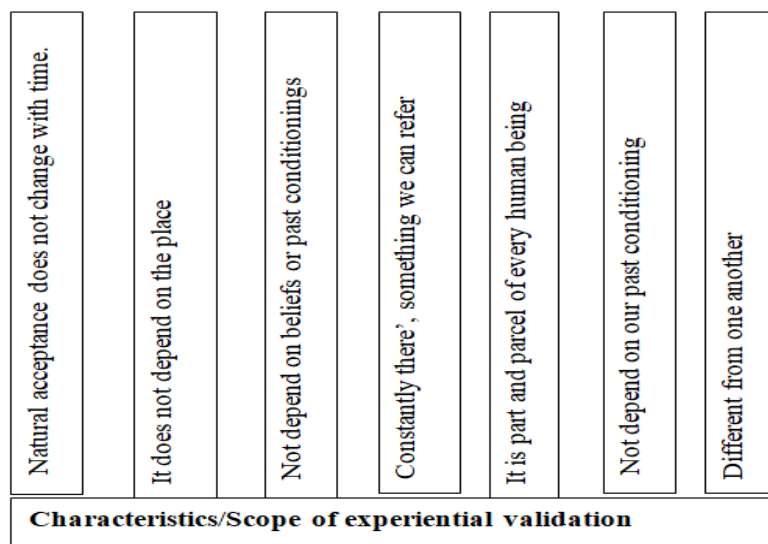 Natural acceptance does not change with time.
It does not depend on the place
Not depend on beliefs or past conditionings
Constantly there’, something we can refer
It is part and parcel of every human being
Not depend on our past conditioning
Different from one another
Characteristics/Scope of experiential validation